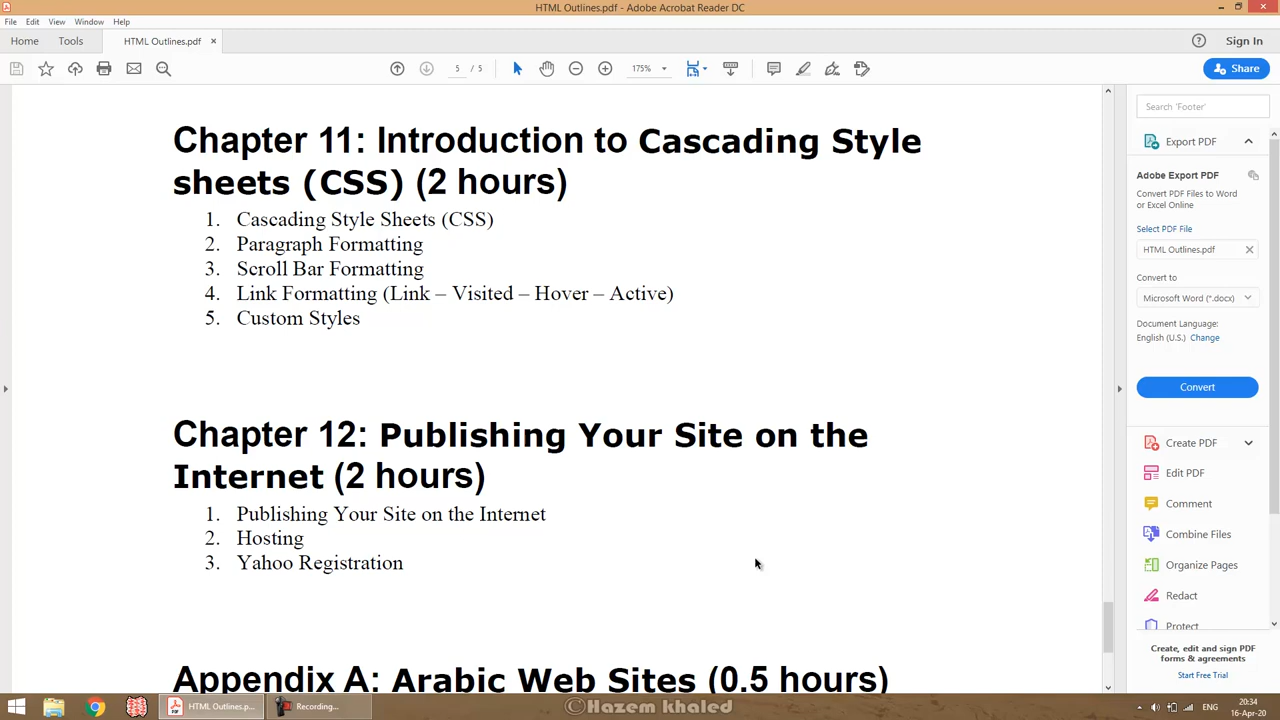 HTML Outlines.pdf - Adobe Acrobat Reader DC
File Edit View Window Help
Home Tools HTML Outlines.pdf Sign In
5 / 5 175% Share
Search 'Footer'
Chapter 11: Introduction to Cascading Style
sheets (CSS) (2 hours)
1. Cascading Style Sheets (CSS)
2. Paragraph Formatting
3. Scroll Bar Formatting
4. Link Formatting (Link – Visited – Hover – Active)
5. Custom Styles
Chapter 12: Publishing Your Site on the
Internet (2 hours)
1. Publishing Your Site on the Internet
2. Hosting
3. Yahoo Registration
Appendix A: Arabic Web Sites (0.5 hours)
Export PDF
Adobe Export PDF
Convert PDF Files to Word
or Excel Online
Select PDF File
HTML Outlines.pdf
Convert to
Microsoft Word (*.docx)
Document Language:
English (U.S.) Change
Convert
Create PDF
Edit PDF
Comment
Combine Files
Organize Pages
Redact
Protect
Create, edit and sign PDF
forms & agreements
Start Free Trial
HTML Outlines.p...
Recording...
©Hazem khaled
ENG
20:34
16-Apr-20